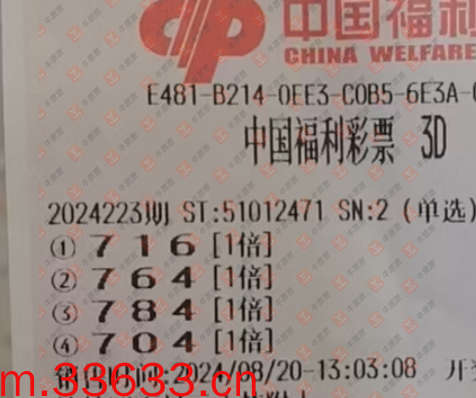 中国福利
CHINA WELFARE
E481-B214-0EE3-C0B5-6E3A-
中国福利彩票 3D
2024223期 ST:51012471 SN:2 (单选)
① 7 1 6 [1倍]
② 7 6 4 [1倍]
③ 7 8 4 [1倍]
④ 7 0 4 [1倍]
:2024/08/20-13:03:08 开
m.33633.cn